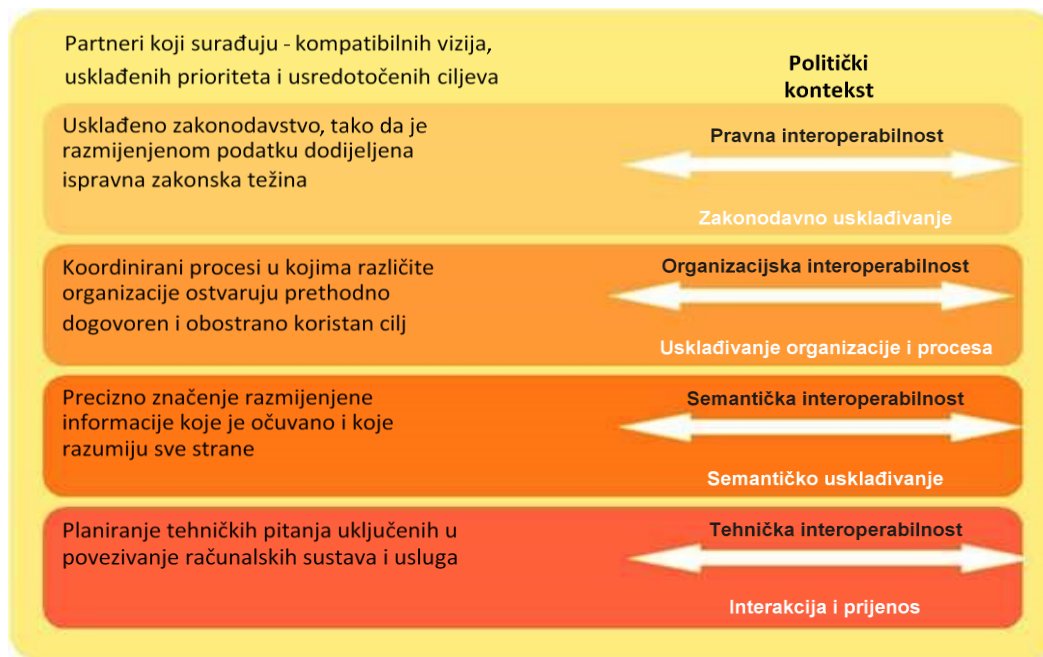 Partneri koji surađuju - kompatibilnih vizija,
usklađenih prioriteta i usredotočenih ciljeva
Politički
kontekst
Usklađeno zakonodavstvo, tako da je
razmijenjenom podatku dodijeljena
ispravna zakonska težina
Pravna interoperabilnost
Zakonodavno usklađivanje
Koordinirani procesi u kojima različite
organizacije ostvaruju prethodno
dogovoren i obostrano koristan cilj
Organizacijska interoperabilnost
Usklađivanje organizacije i procesa
Precizno značenje razmijenjene
informacije koje je očuvano i koje
razumiju sve strane
Semantička interoperabilnost
Semantičko usklađivanje
Planiranje tehničkih pitanja uključenih u
povezivanje računalskih sustava i usluga
Tehnička interoperabilnost
Interakcija i prijenos